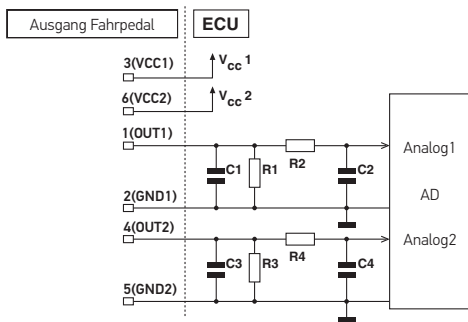 Ausgang Fahrpedal
ECU
3(VCC1)
Vcc 1
6(VCC2)
Vcc 2
1(OUT1)
C1
R1
R2
C2
Analog1
2(GND1)
AD
4(OUT2)
Analog2
C3
R3
R4
C4
5(GND2)